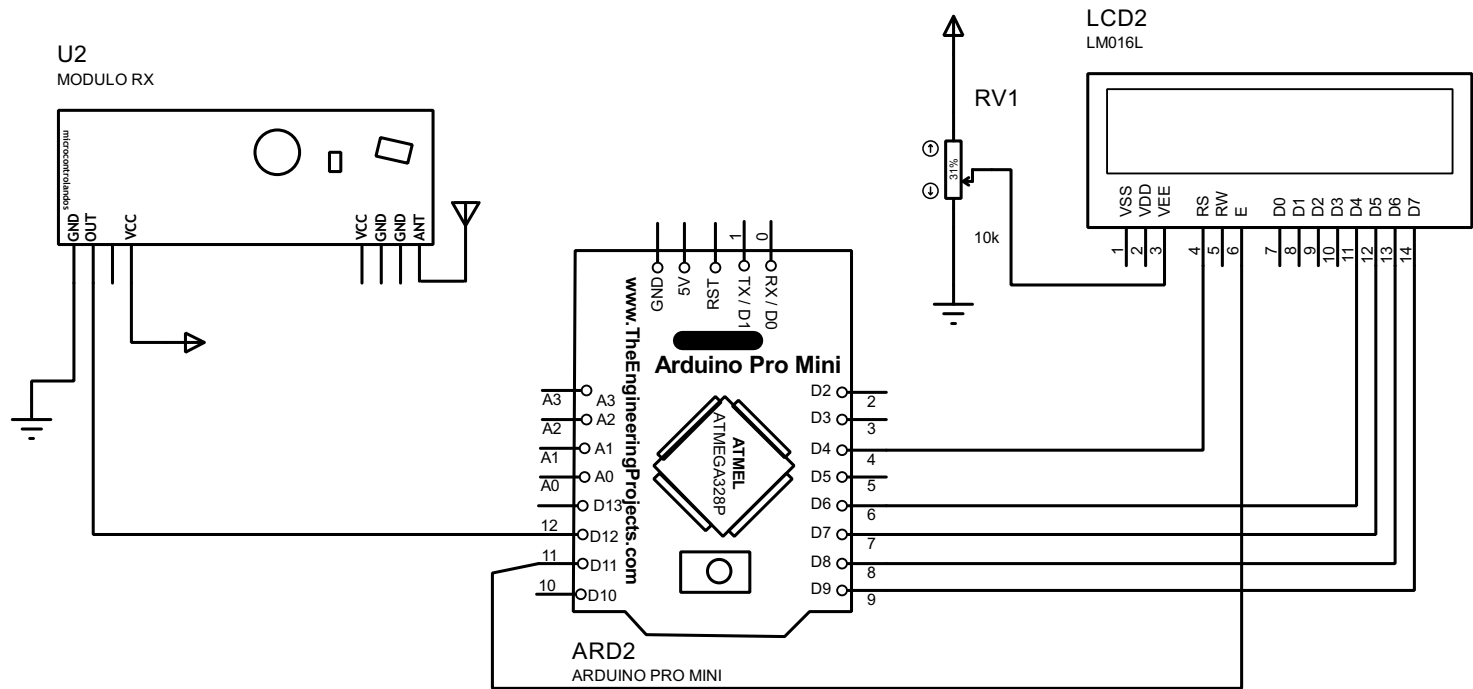 U2
MODULO RX
microcontrolandos
GND
OUT
VCC
VCC
GND
GND
ANT
RV1
31%
10k
LCD2
LM016L
VSS
VDD
VEE
RS
RW
E
D0
D1
D2
D3
D4
D5
D6
D7
1
2
3
4
5
6
7
8
9
10
11
12
13
14
1
0
GND
5V
RST
TX / D1
RX / D0
www.TheEngineeringProjects.com
Arduino Pro Mini
ATMEL
ATMEGA328P
A3
A3
A2
A2
A1
A1
A0
A0
D13
12
D12
11
D11
10
D10
D2
2
D3
3
D4
4
D5
5
D6
6
D7
7
D8
8
D9
9
ARD2
ARDUINO PRO MINI